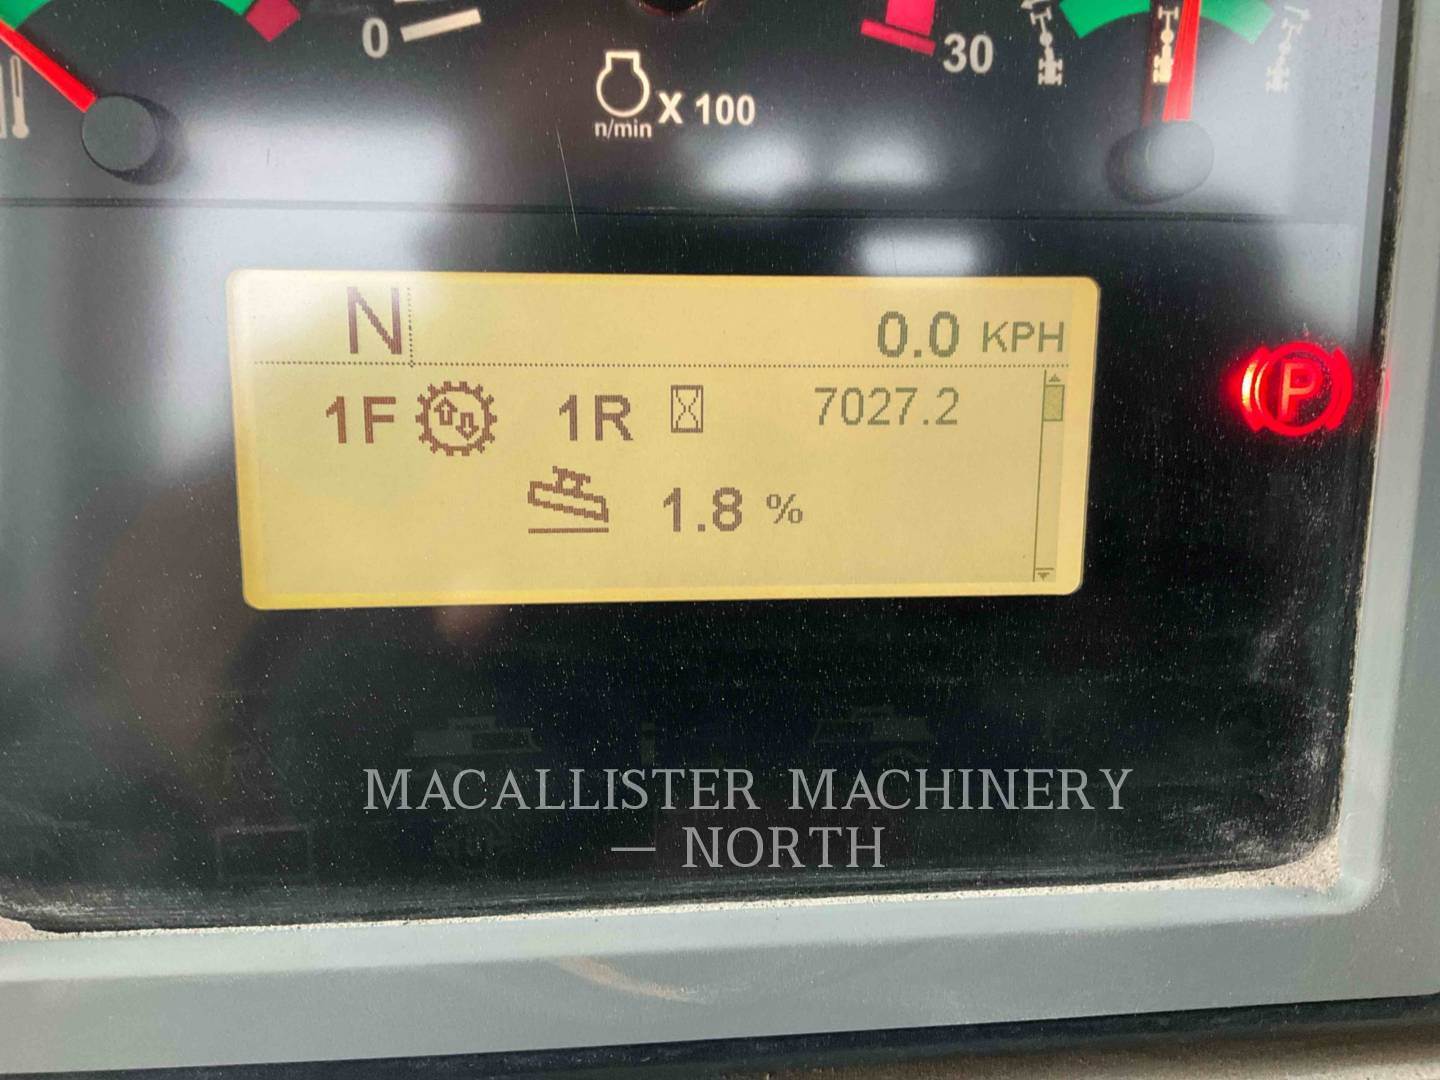 0
30
X 100
n/min
N
0.0 KPH
1F 1R 7027.2
1.8 %
P
MACALLISTER MACHINERY
— NORTH